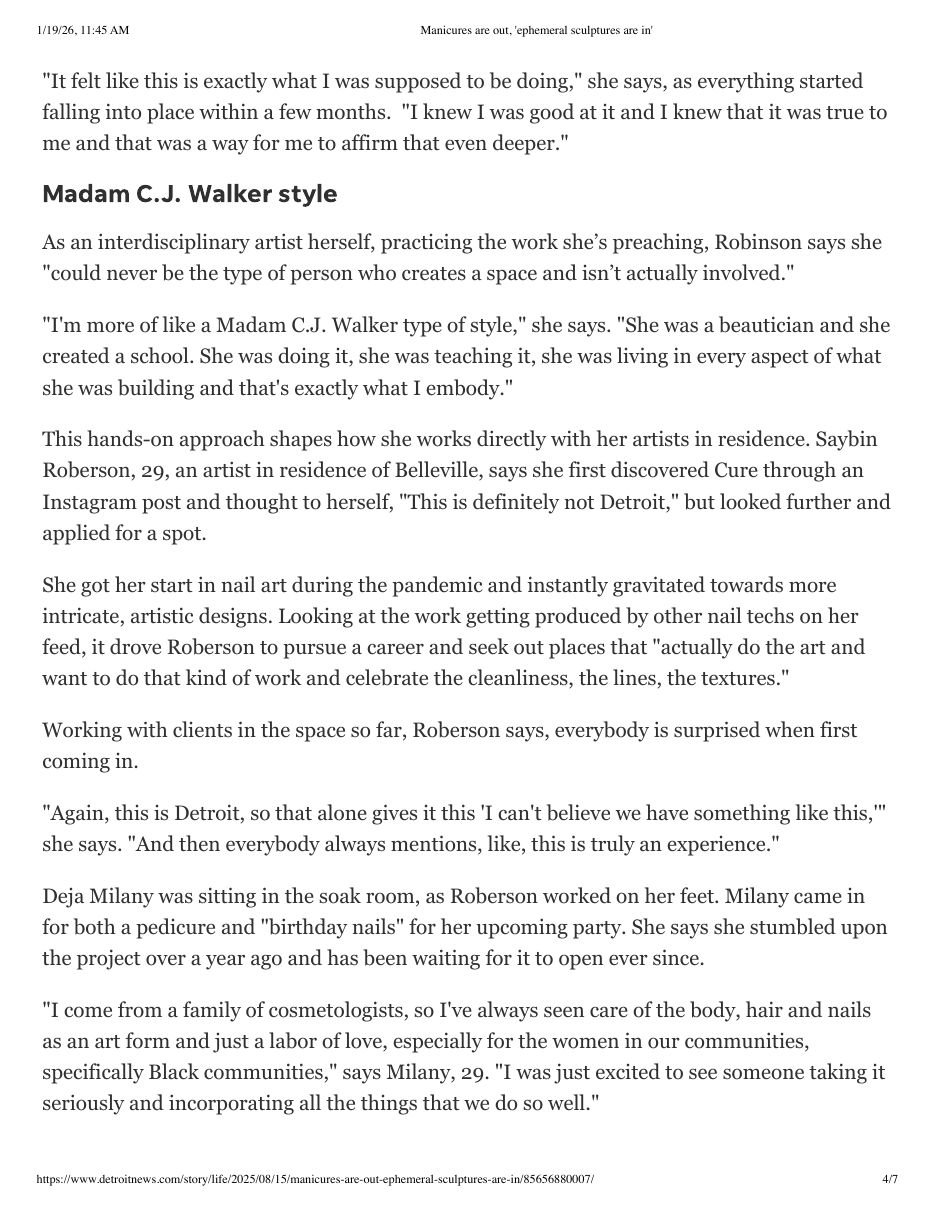 1/19/26, 11:45 AM
Manicures are out, 'ephemeral sculptures are in'
"It felt like this is exactly what I was supposed to be doing," she says, as everything started
falling into place within a few months.  "I knew I was good at it and I knew that it was true to
me and that was a way for me to affirm that even deeper."
Madam C.J. Walker style
As an interdisciplinary artist herself, practicing the work she’s preaching, Robinson says she
"could never be the type of person who creates a space and isn’t actually involved."
"I'm more of like a Madam C.J. Walker type of style," she says. "She was a beautician and she
created a school. She was doing it, she was teaching it, she was living in every aspect of what
she was building and that's exactly what I embody."
This hands-on approach shapes how she works directly with her artists in residence. Saybin
Roberson, 29, an artist in residence of Belleville, says she first discovered Cure through an
Instagram post and thought to herself, "This is definitely not Detroit," but looked further and
applied for a spot.
She got her start in nail art during the pandemic and instantly gravitated towards more
intricate, artistic designs. Looking at the work getting produced by other nail techs on her
feed, it drove Roberson to pursue a career and seek out places that "actually do the art and
want to do that kind of work and celebrate the cleanliness, the lines, the textures."
Working with clients in the space so far, Roberson says, everybody is surprised when first
coming in.
"Again, this is Detroit, so that alone gives it this 'I can't believe we have something like this,'"
she says. "And then everybody always mentions, like, this is truly an experience."
Deja Milany was sitting in the soak room, as Roberson worked on her feet. Milany came in
for both a pedicure and "birthday nails" for her upcoming party. She says she stumbled upon
the project over a year ago and has been waiting for it to open ever since.
"I come from a family of cosmetologists, so I've always seen care of the body, hair and nails
as an art form and just a labor of love, especially for the women in our communities,
specifically Black communities," says Milany, 29. "I was just excited to see someone taking it
seriously and incorporating all the things that we do so well."
https://www.detroitnews.com/story/life/2025/08/15/manicures-are-out-ephemeral-sculptures-are-in/85656880007/
4/7